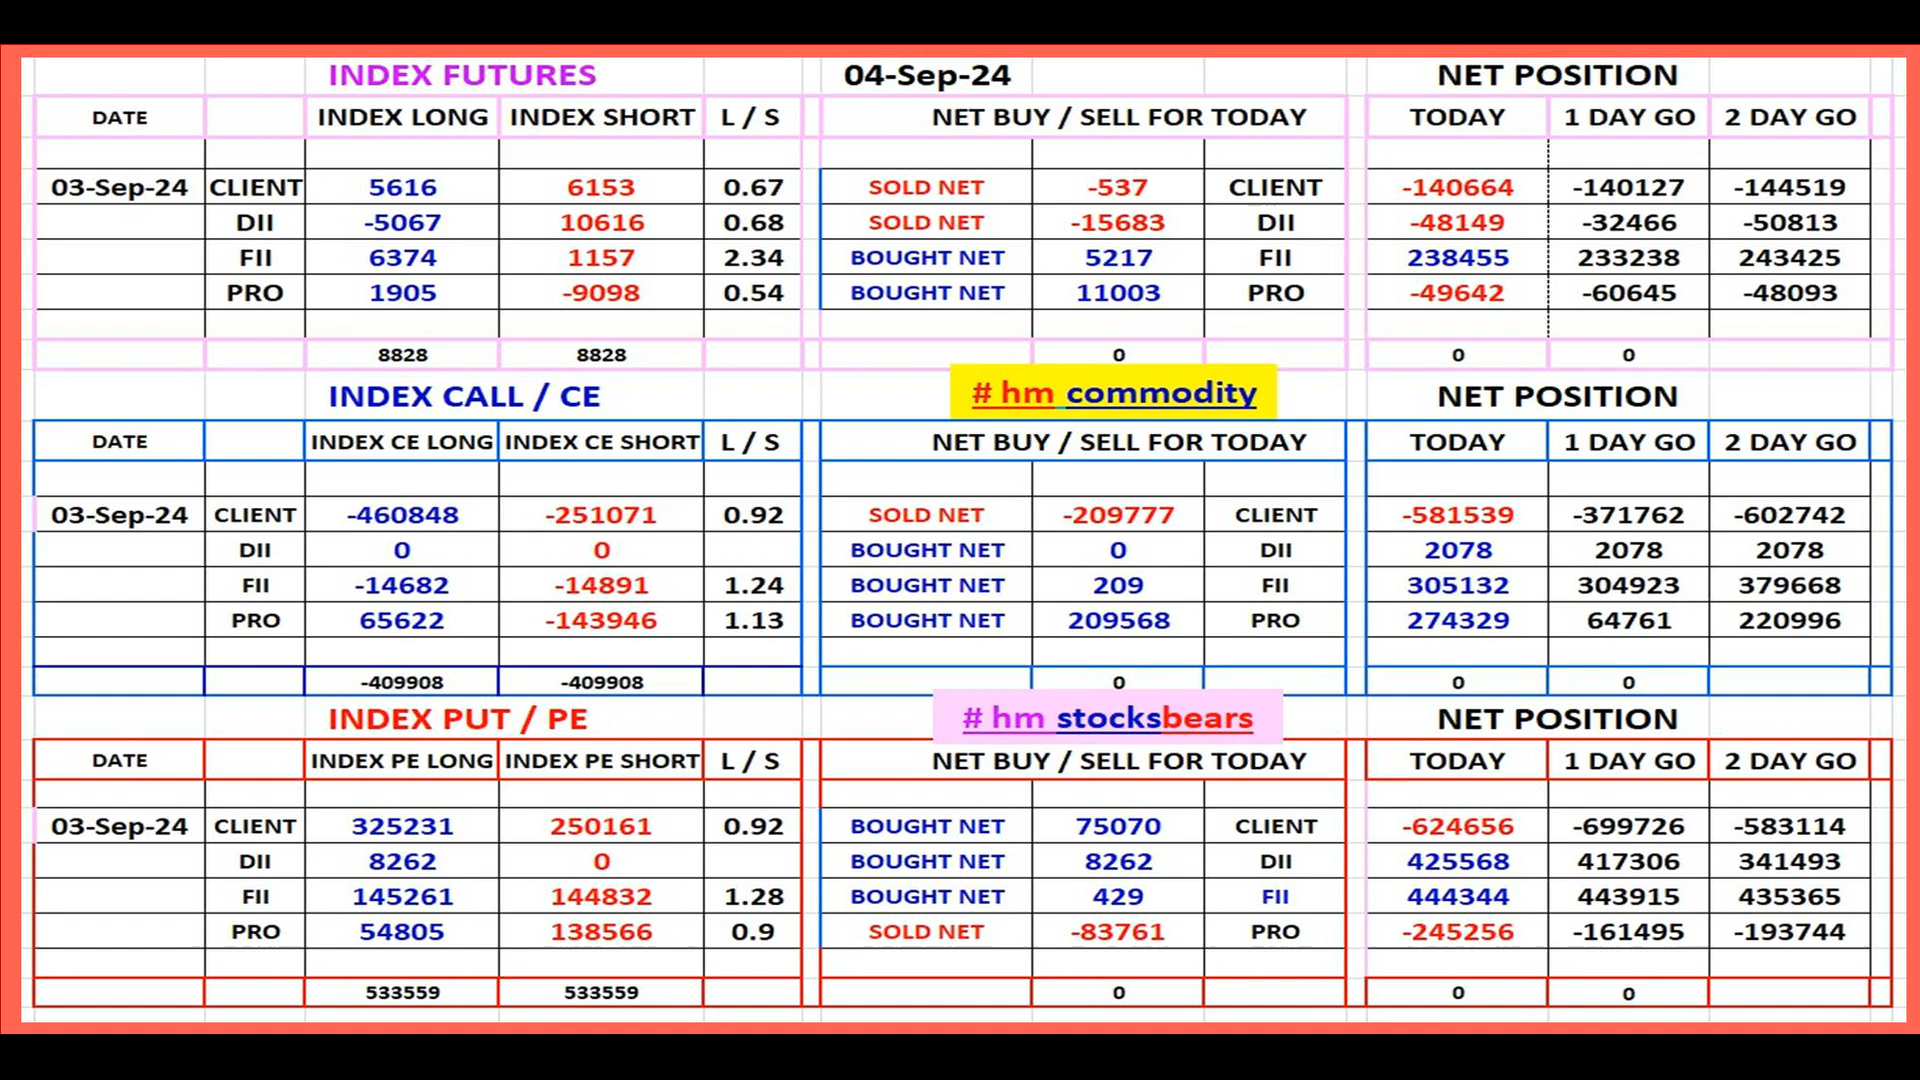 INDEX FUTURES 04-Sep-24 NET POSITION
DATE INDEX LONG INDEX SHORT L / S NET BUY / SELL FOR TODAY TODAY 1 DAY GO 2 DAY GO
03-Sep-24 CLIENT 5616 6153 0.67 SOLD NET -537 CLIENT -140664 -140127 -144519
DII -5067 10616 0.68 SOLD NET -15683 DII -48149 -32466 -50813
FII 6374 1157 2.34 BOUGHT NET 5217 FII 238455 233238 243425
PRO 1905 -9098 0.54 BOUGHT NET 11003 PRO -49642 -60645 -48093
8828 8828 0 0 0
INDEX CALL / CE # hm commodity NET POSITION
DATE INDEX CE LONG INDEX CE SHORT L / S NET BUY / SELL FOR TODAY TODAY 1 DAY GO 2 DAY GO
03-Sep-24 CLIENT -460848 -251071 0.92 SOLD NET -209777 CLIENT -581539 -371762 -602742
DII 0 0 BOUGHT NET 0 DII 2078 2078 2078
FII -14682 -14891 1.24 BOUGHT NET 209 FII 305132 304923 379668
PRO 65622 -143946 1.13 BOUGHT NET 209568 PRO 274329 64761 220996
-409908 -409908 0 0 0
INDEX PUT / PE # hm stocksbears NET POSITION
DATE INDEX PE LONG INDEX PE SHORT L / S NET BUY / SELL FOR TODAY TODAY 1 DAY GO 2 DAY GO
03-Sep-24 CLIENT 325231 250161 0.92 BOUGHT NET 75070 CLIENT -624656 -699726 -583114
DII 8262 0 BOUGHT NET 8262 DII 425568 417306 341493
FII 145261 144832 1.28 BOUGHT NET 429 FII 444344 443915 435365
PRO 54805 138566 0.9 SOLD NET -83761 PRO -245256 -161495 -193744
533559 533559 0 0 0